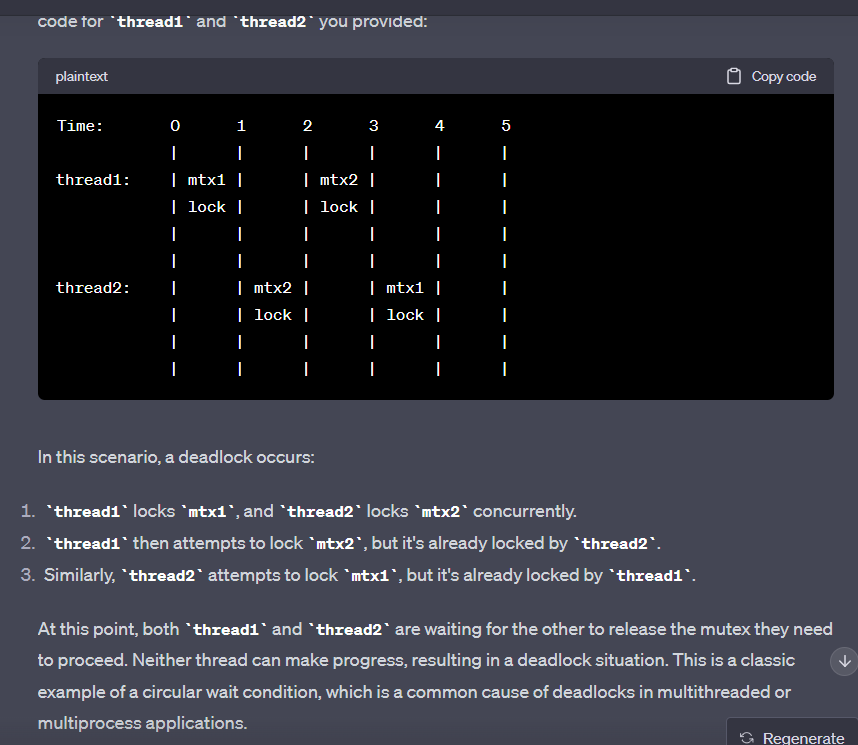 code for `thread1` and `thread2` you provided:
plaintext Copy code
Time:       0      1      2      3      4      5
            |      |      |      |      |      |
thread1:    | mtx1 |      | mtx2 |      |      |
            | lock |      | lock |      |      |
            |      |      |      |      |      |
            |      |      |      |      |      |
thread2:    |      | mtx2 |      | mtx1 |      |
            |      | lock |      | lock |      |
            |      |      |      |      |      |
            |      |      |      |      |      |
In this scenario, a deadlock occurs:
1. `thread1` locks `mtx1`, and `thread2` locks `mtx2` concurrently.
2. `thread1` then attempts to lock `mtx2`, but it's already locked by `thread2`.
3. Similarly, `thread2` attempts to lock `mtx1`, but it's already locked by `thread1`.
At this point, both `thread1` and `thread2` are waiting for the other to release the mutex they need
to proceed. Neither thread can make progress, resulting in a deadlock situation. This is a classic
example of a circular wait condition, which is a common cause of deadlocks in multithreaded or
multiprocess applications.
Regenerate